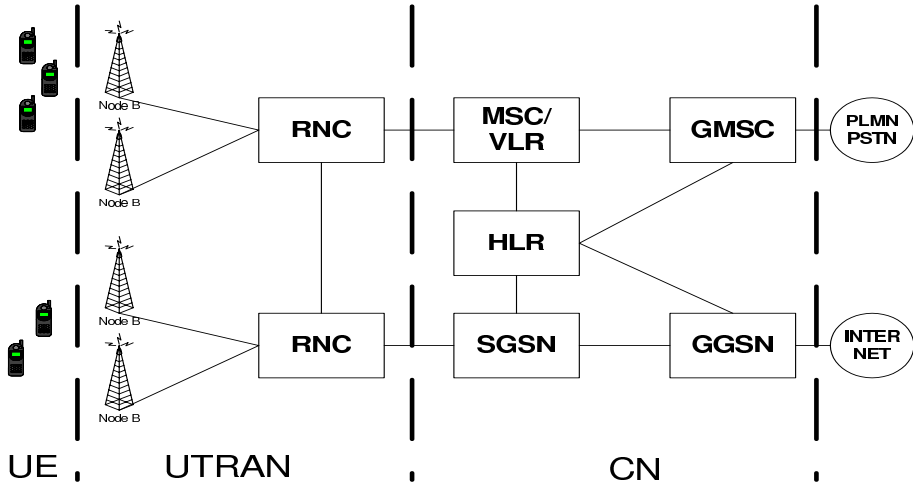 Node B
RNC
MSC/
VLR
GMSC
PLMN
PSTN
Node B
HLR
Node B
RNC
SGSN
GGSN
INTER
NET
Node B
UE
UTRAN
CN